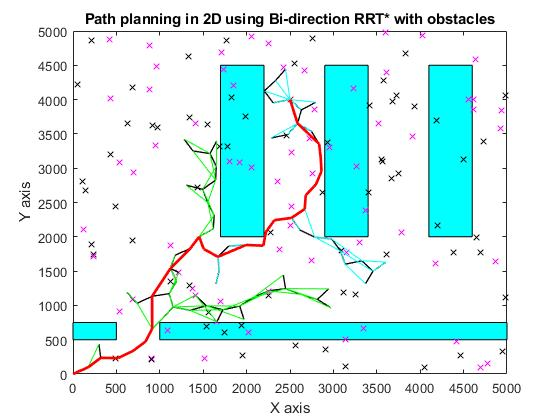 Path planning in 2D using Bi-direction RRT* with obstacles
5000
4500
4000
3500
3000
2500
2000
1500
1000
500
0
Y axis
0 500 1000 1500 2000 2500 3000 3500 4000 4500 5000
X axis